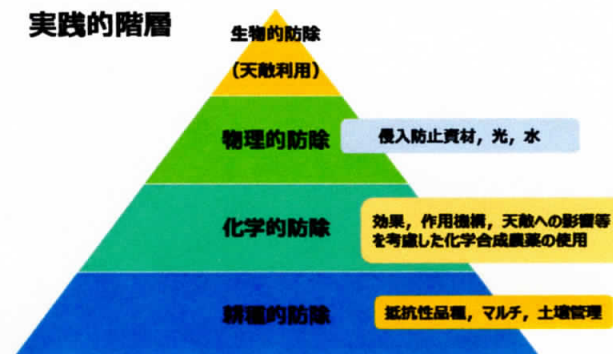 実践的階層
生物的防除
(天敵利用)
物理的防除
侵入防止資材,光,水
化学的防除
効果,作用機構,天敵への影響等
を考慮した化学合成農薬の使用
耕種的防除
抵抗性品種,マルチ,土壌管理